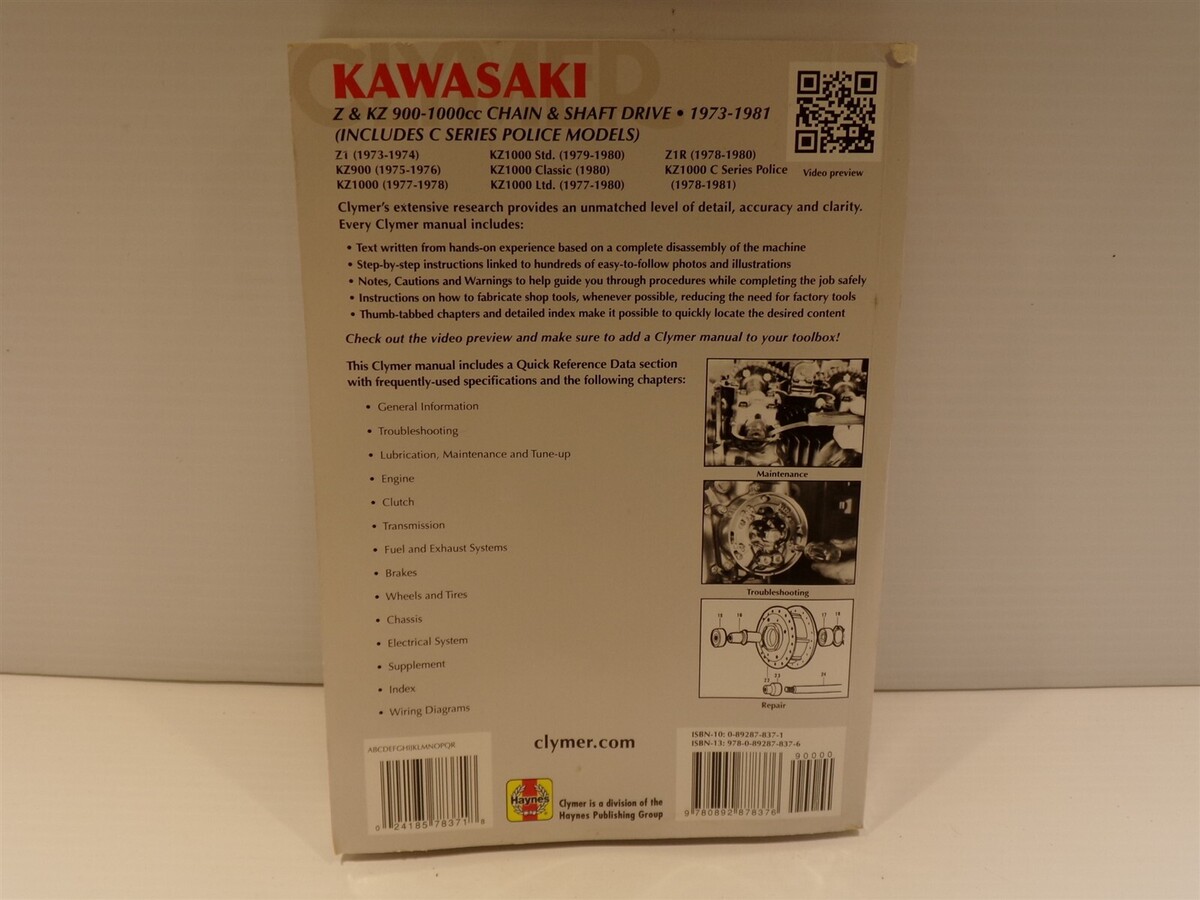 CLYMER
KAWASAKI
Z & KZ 900-1000cc CHAIN & SHAFT DRIVE • 1973-1981
(INCLUDES C SERIES POLICE MODELS)
Z1 (1973-1974) KZ1000 Std. (1979-1980) Z1R (1978-1980)
KZ900 (1975-1976) KZ1000 Classic (1980) KZ1000 C Series Police
KZ1000 (1977-1978) KZ1000 Ltd. (1977-1980) (1978-1981)
Video preview
Clymer's extensive research provides an unmatched level of detail, accuracy and clarity.
Every Clymer manual includes:
• Text written from hands-on experience based on a complete disassembly of the machine
• Step-by-step instructions linked to hundreds of easy-to-follow photos and illustrations
• Notes, Cautions and Warnings to help guide you through procedures while completing the job safely
• Instructions on how to fabricate shop tools, whenever possible, reducing the need for factory tools
• Thumb-tabbed chapters and detailed index make it possible to quickly locate the desired content
Check out the video preview and make sure to add a Clymer manual to your toolbox!
This Clymer manual includes a Quick Reference Data section
with frequently-used specifications and the following chapters:
• General Information
• Troubleshooting
• Lubrication, Maintenance and Tune-up
• Engine
• Clutch
• Transmission
• Fuel and Exhaust Systems
• Brakes
• Wheels and Tires
• Chassis
• Electrical System
• Supplement
• Index
• Wiring Diagrams
Maintenance
Troubleshooting
Repair
ABCDEFGHIJKLMNOPQR
0 24185 78371 8
clymer.com
Haynes
Clymer is a division of the
Haynes Publishing Group
ISBN-10: 0-89287-837-1
ISBN-13: 978-0-89287-837-6
90000
9 780892 878376